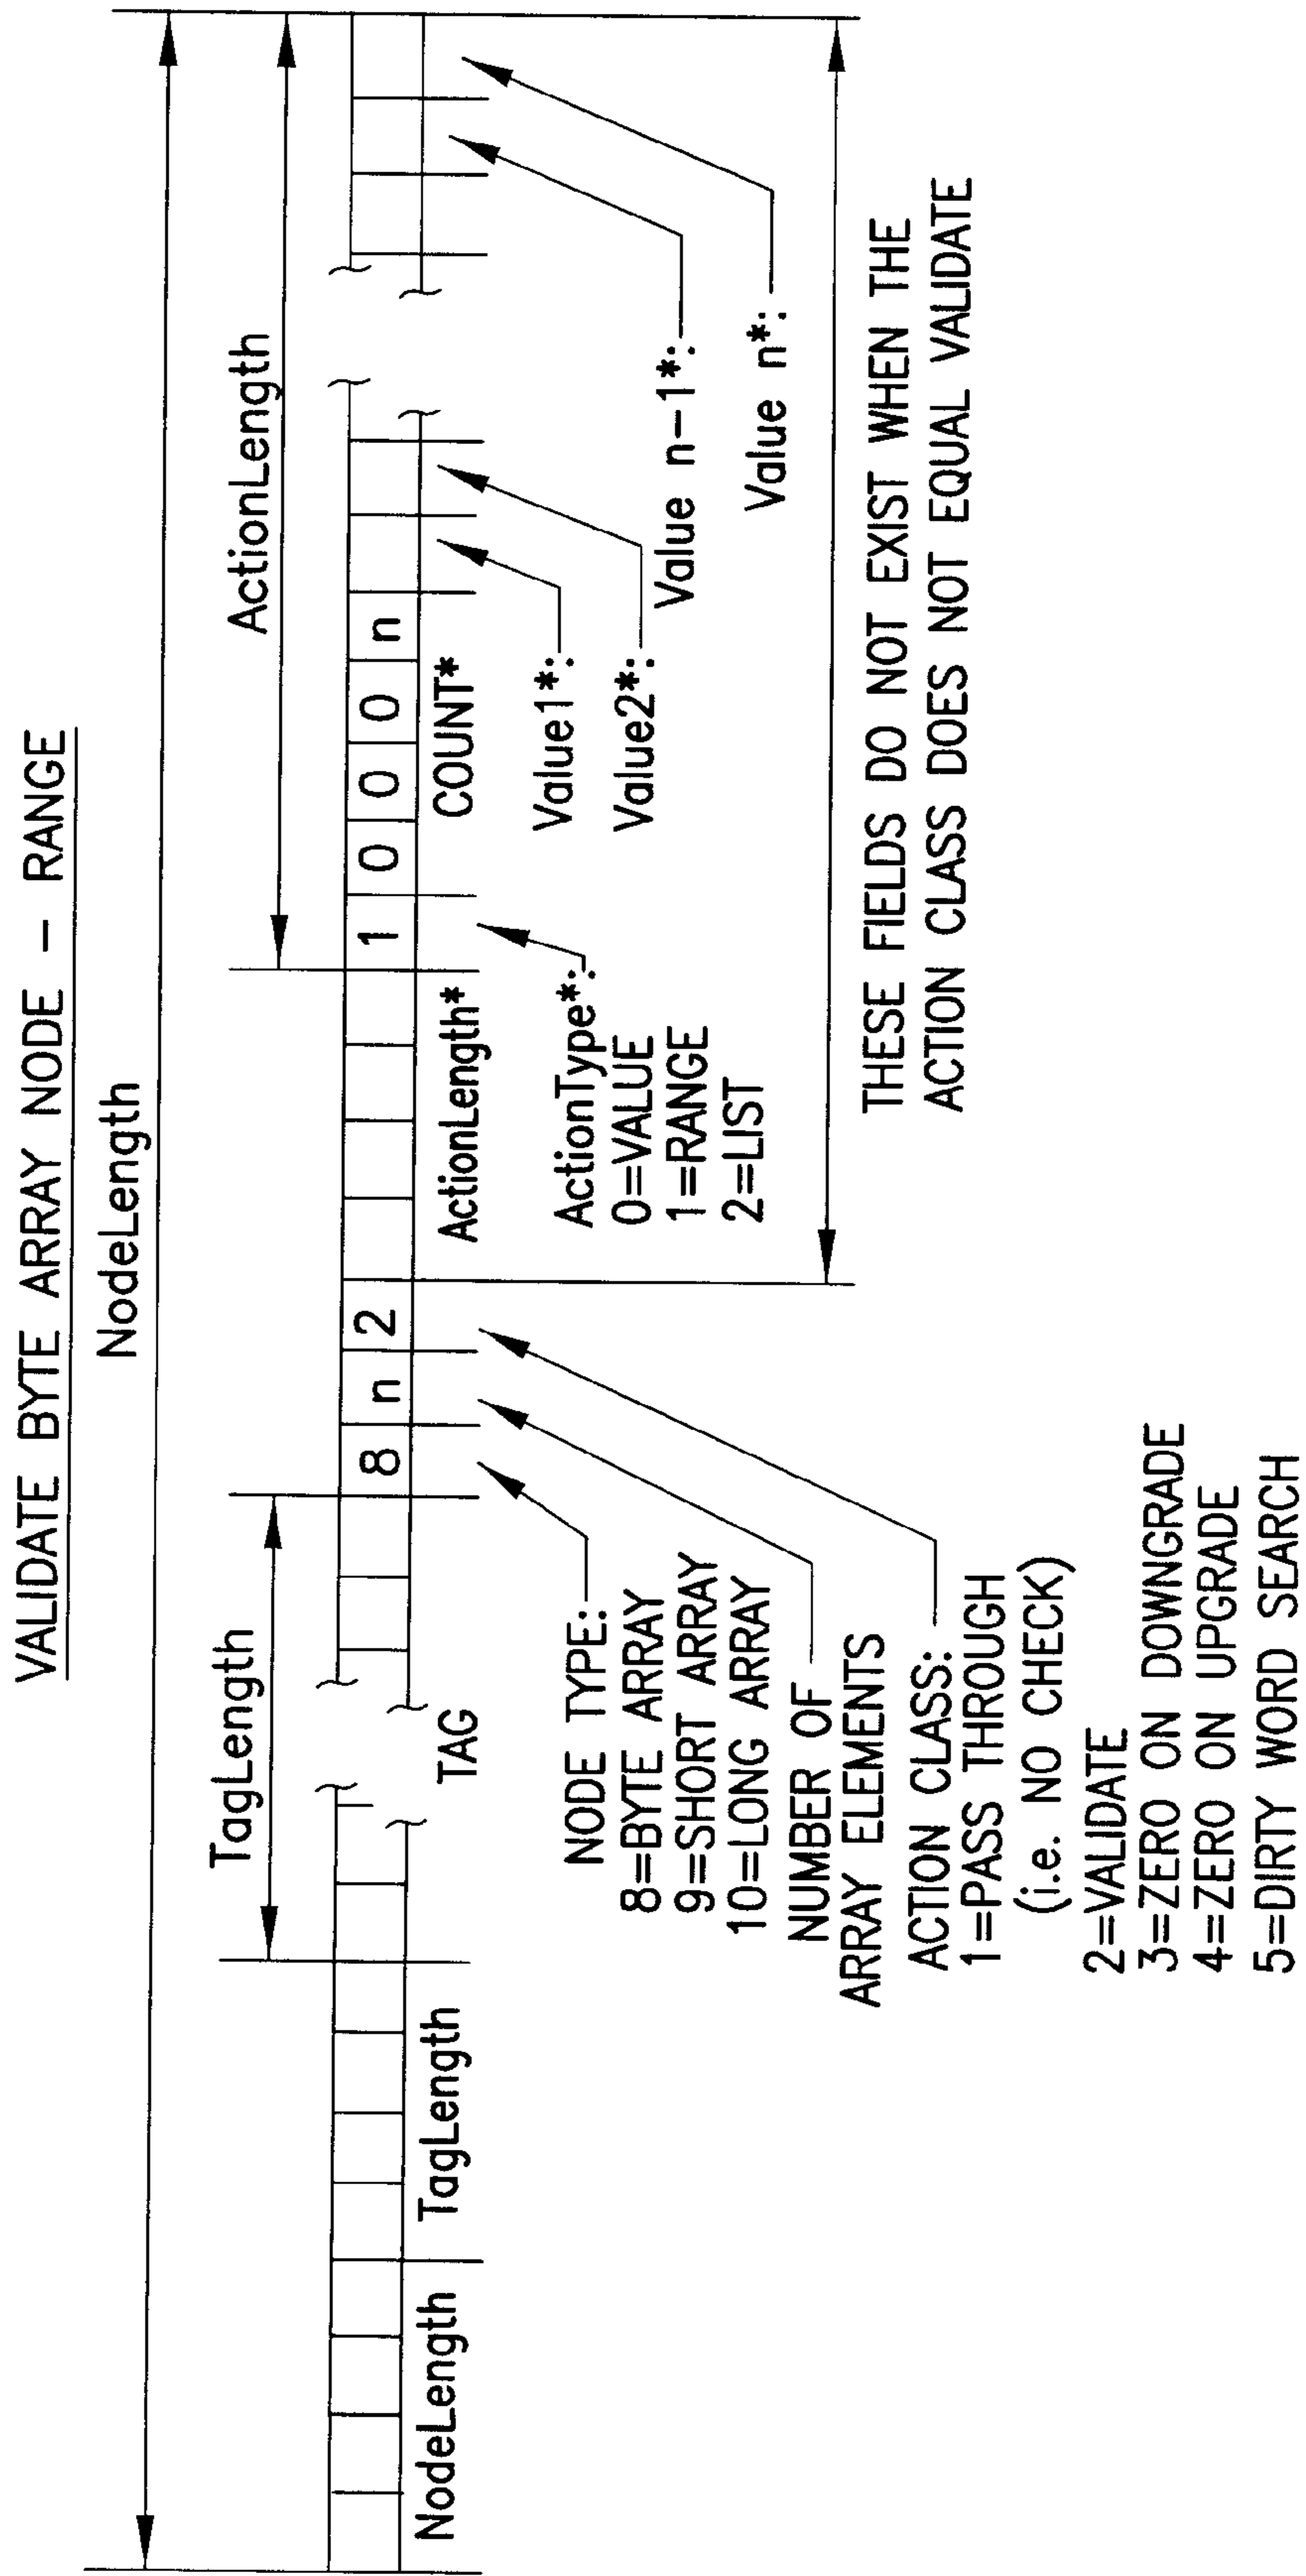 VALIDATE BYTE ARRAY NODE – RANGE
NodeLength
TagLength
ActionLength
8 n 2
1 0 0 0 n
NodeLength
TagLength
TAG
ActionLength*
COUNT*
NODE TYPE:
8=BYTE ARRAY
9=SHORT ARRAY
10=LONG ARRAY
NUMBER OF
ARRAY ELEMENTS
ACTION CLASS:
1=PASS THROUGH
(i.e. NO CHECK)
2=VALIDATE
3=ZERO ON DOWNGRADE
4=ZERO ON UPGRADE
5=DIRTY WORD SEARCH
ActionType*:
0=VALUE
1=RANGE
2=LIST
Value1*:
Value2*:
Value n-1*:
Value n*:
THESE FIELDS DO NOT EXIST WHEN THE
ACTION CLASS DOES NOT EQUAL VALIDATE